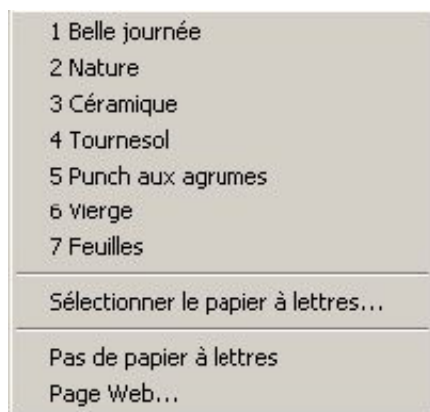 1 Belle journée
2 Nature
3 Céramique
4 Tournesol
5 Punch aux agrumes
6 Vierge
7 Feuilles
Sélectionner le papier à lettres...
Pas de papier à lettres
Page Web...